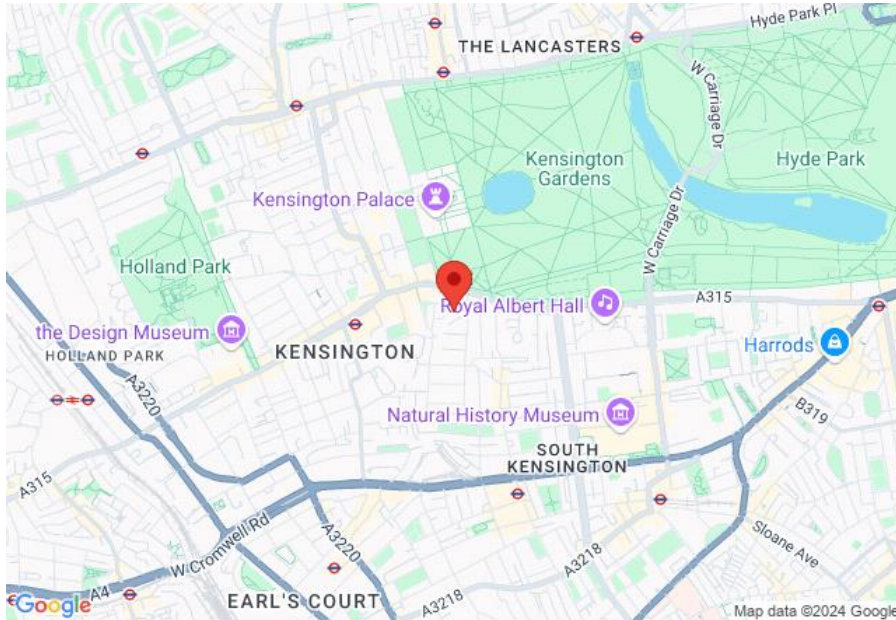 Hyde Park Pl
THE LANCASTERS
W Carriage Dr
Kensington
Gardens
Hyde Park
Kensington Palace
W Carriage Dr
Holland Park
A315
Royal Albert Hall
the Design Museum
HOLLAND PARK
KENSINGTON
Harrods
A3220
B319
Natural History Museum
SOUTH
KENSINGTON
A315
W Cromwell Rd
A3220
Sloane Ave
A3218
A4
EARL'S COURT
A3218
Google
Map data ©2024 Google